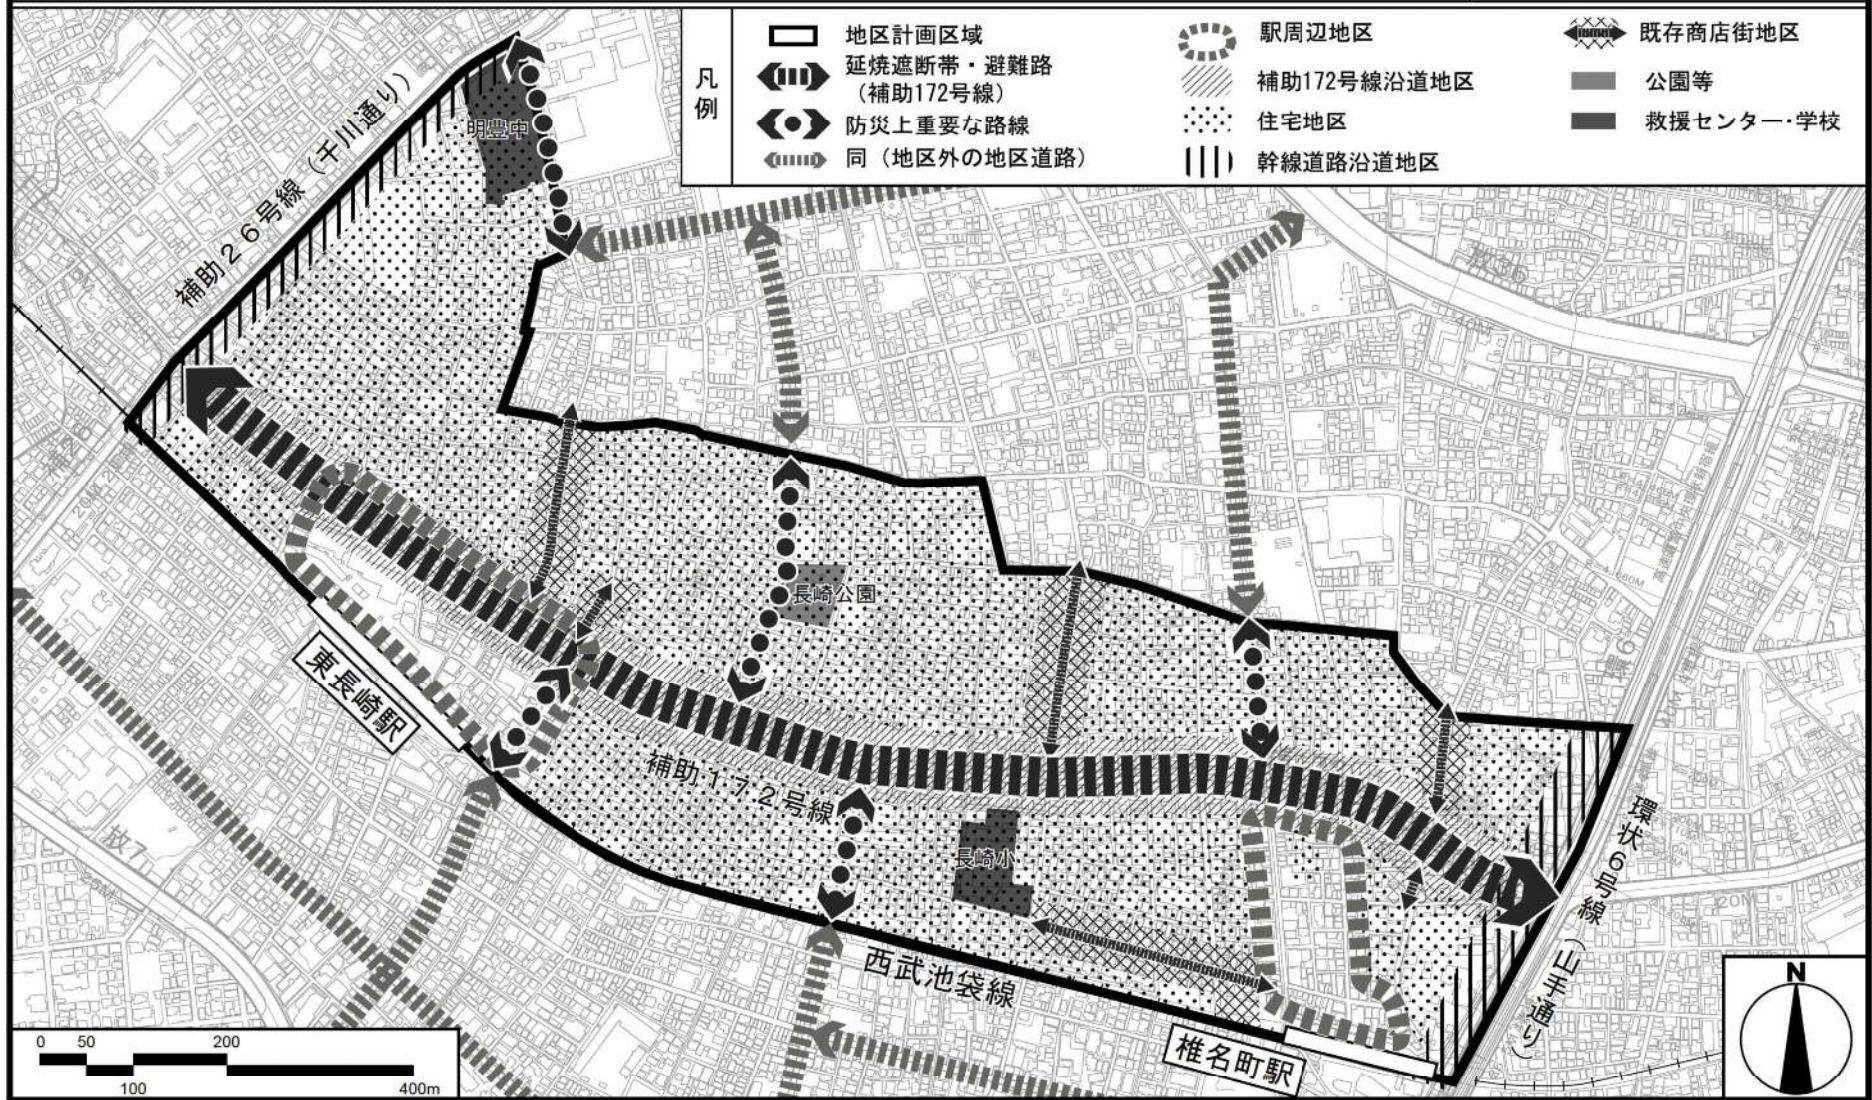 凡例
地区計画区域
延焼遮断帯・避難路
（補助172号線）
防災上重要な路線
同（地区外の地区道路）
駅周辺地区
補助172号線沿道地区
住宅地区
幹線道路沿道地区
既存商店街地区
公園等
救援センター・学校
補助２６号線（千川通り）
明豊中
放36
長崎公園
東長崎駅
補助１７２号線
長崎小
放7
25M
環6
20M
環状６号線（山手通り）
西武池袋線
椎名町駅
0 50 200
100 400m
N